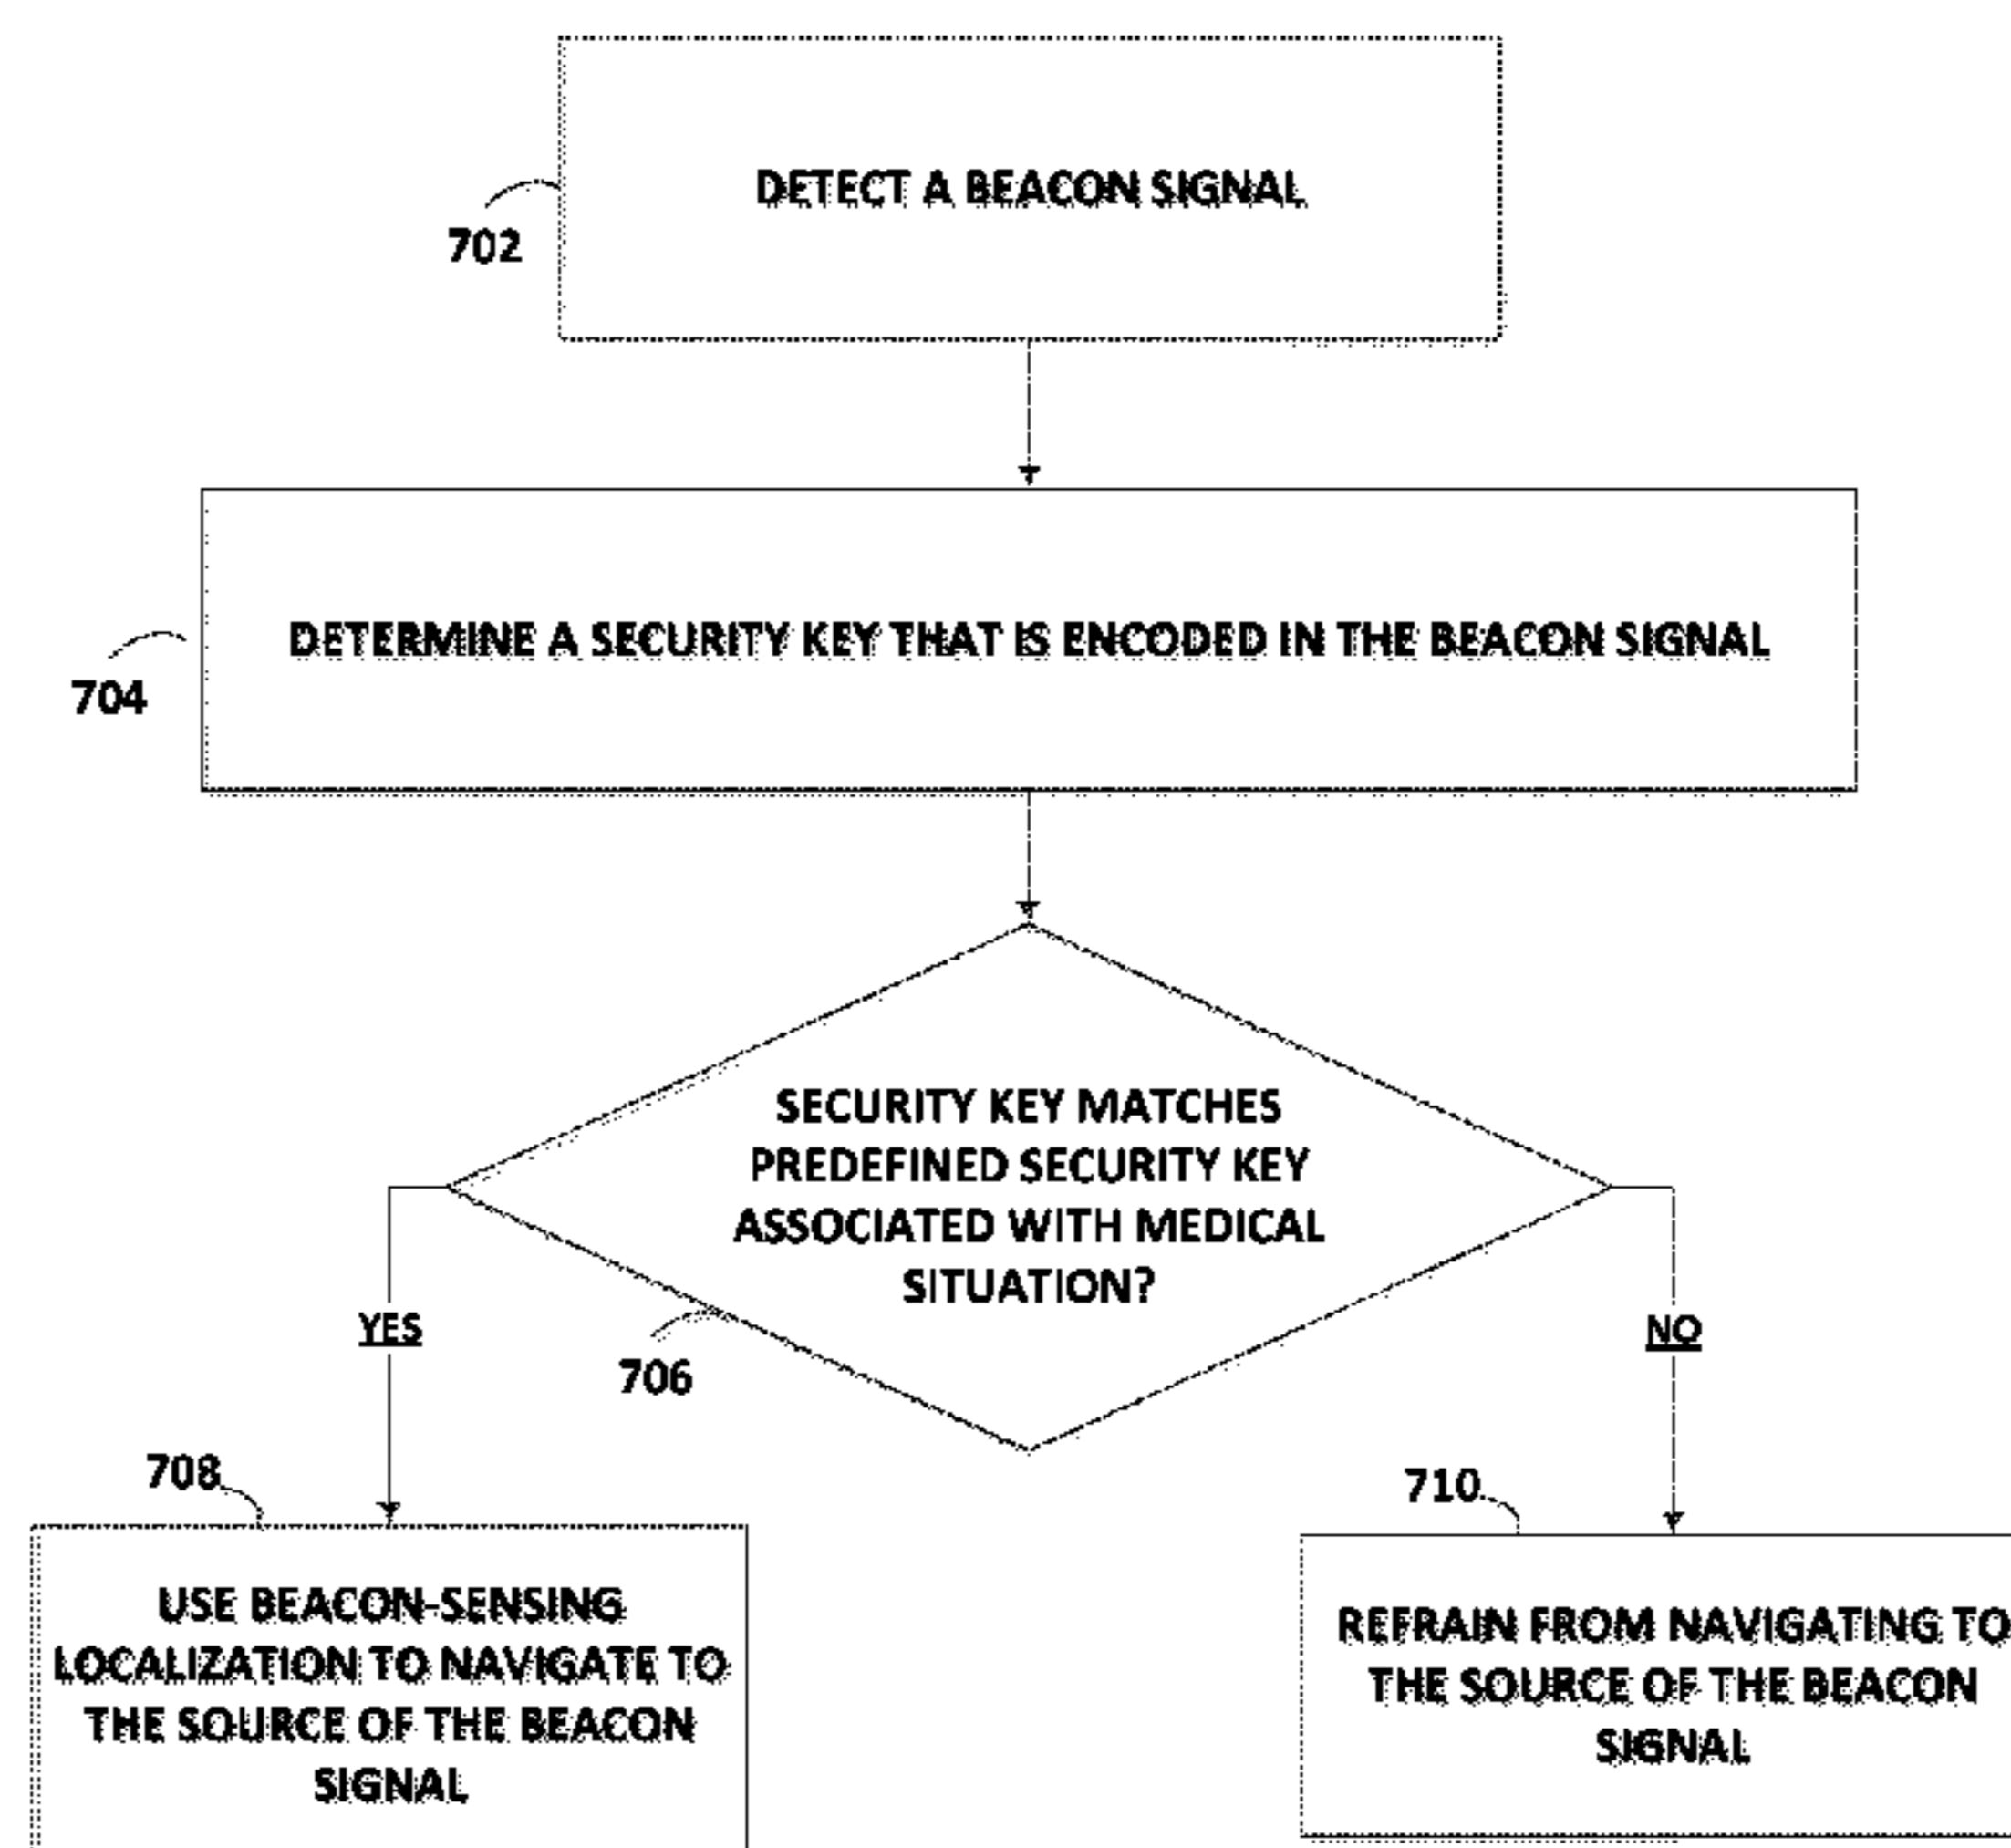 DETECT A BEACON SIGNAL
702
DETERMINE A SECURITY KEY THAT IS ENCODED IN THE BEACON SIGNAL
704
SECURITY KEY MATCHES
PREDEFINED SECURITY KEY
ASSOCIATED WITH MEDICAL
SITUATION?
YES
NO
706
708
710
USE BEACON-SENSING
LOCALIZATION TO NAVIGATE TO
THE SOURCE OF THE BEACON
SIGNAL
REFRAIN FROM NAVIGATING TO
THE SOURCE OF THE BEACON
SIGNAL